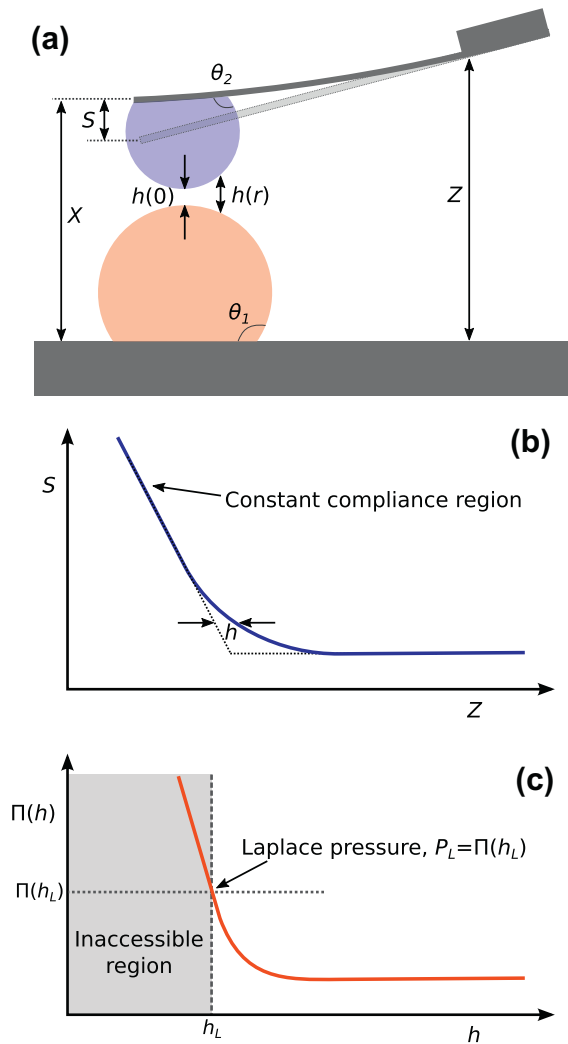 (a)
θ2
S
X
h(0)
h(r)
Z
θ1
(b)
S
Constant compliance region
h
Z
(c)
Π(h)
Laplace pressure, PL=Π(hL)
Π(hL)
Inaccessible
region
hL
h